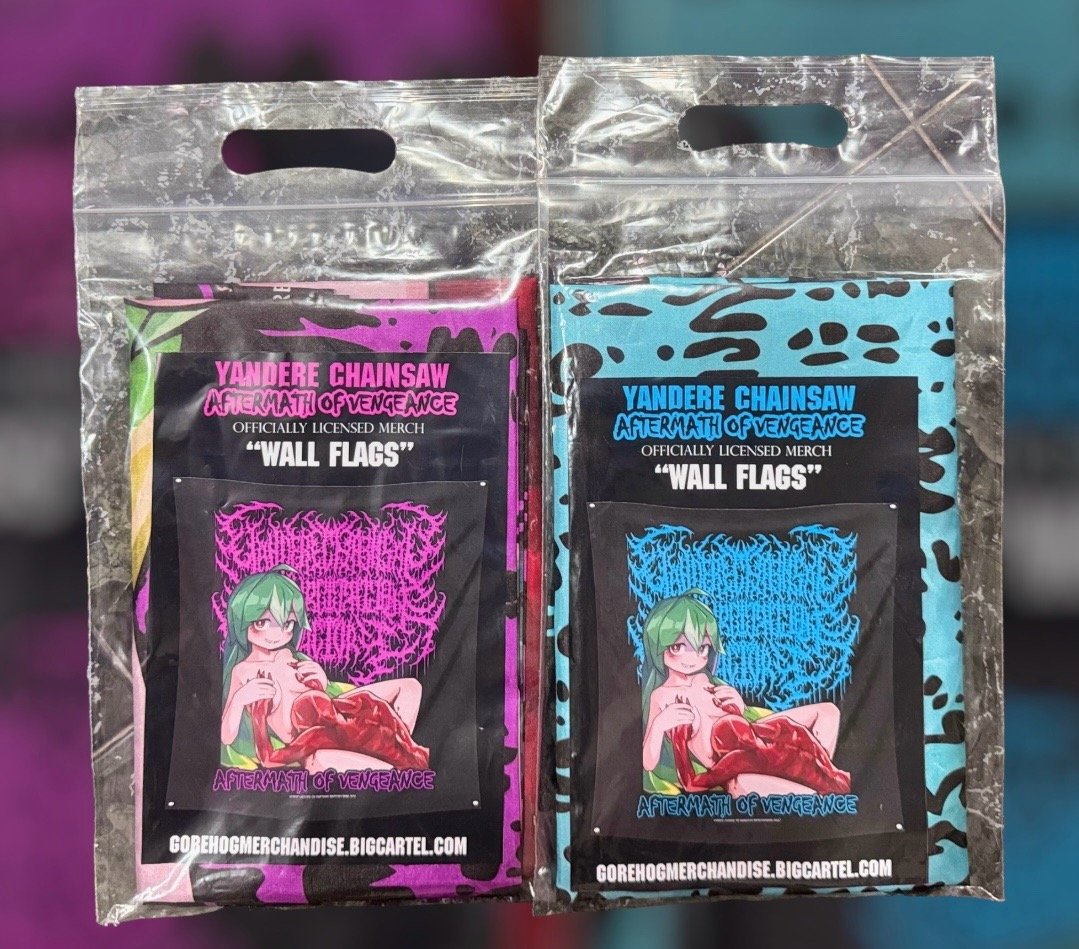 YANDERE CHAINSAW
AFTERMATH OF VENGEANCE
OFFICIALLY LICENSED MERCH
“WALL FLAGS”
AFTERMATH OF VENGEANCE
GOREHOGMERCHANDISE.BIGCARTEL.COM
YANDERE CHAINSAW
AFTERMATH OF VENGEANCE
OFFICIALLY LICENSED MERCH
“WALL FLAGS”
AFTERMATH OF VENGEANCE
GOREHOGMERCHANDISE.BIGCARTEL.COM